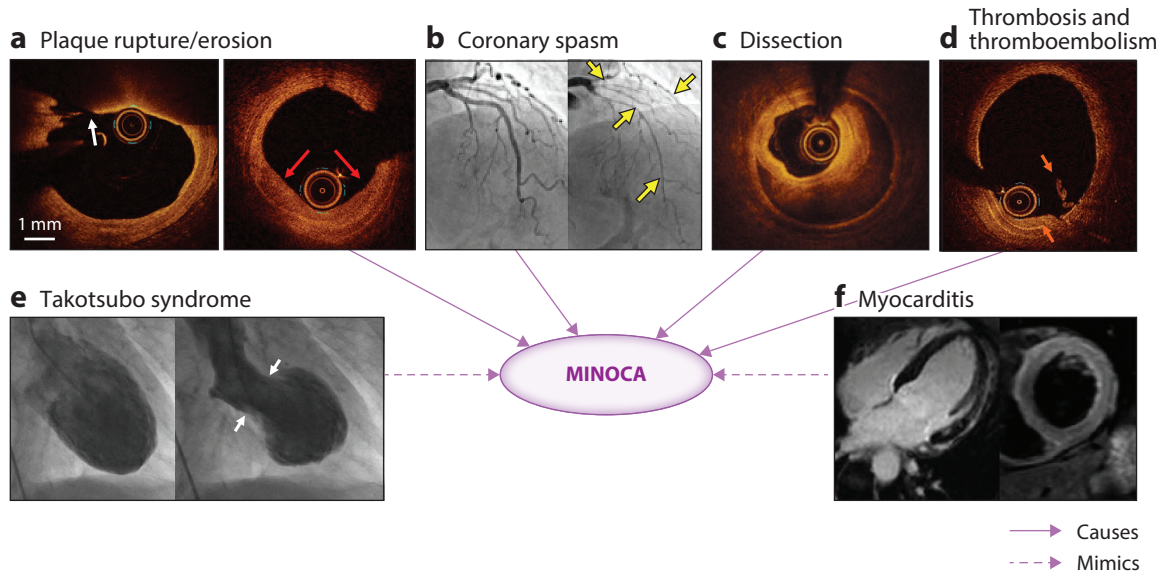 a Plaque rupture/erosion
b Coronary spasm
c Dissection
d Thrombosis and
thromboembolism
1 mm
e Takotsubo syndrome
f Myocarditis
MINOCA
Causes
Mimics